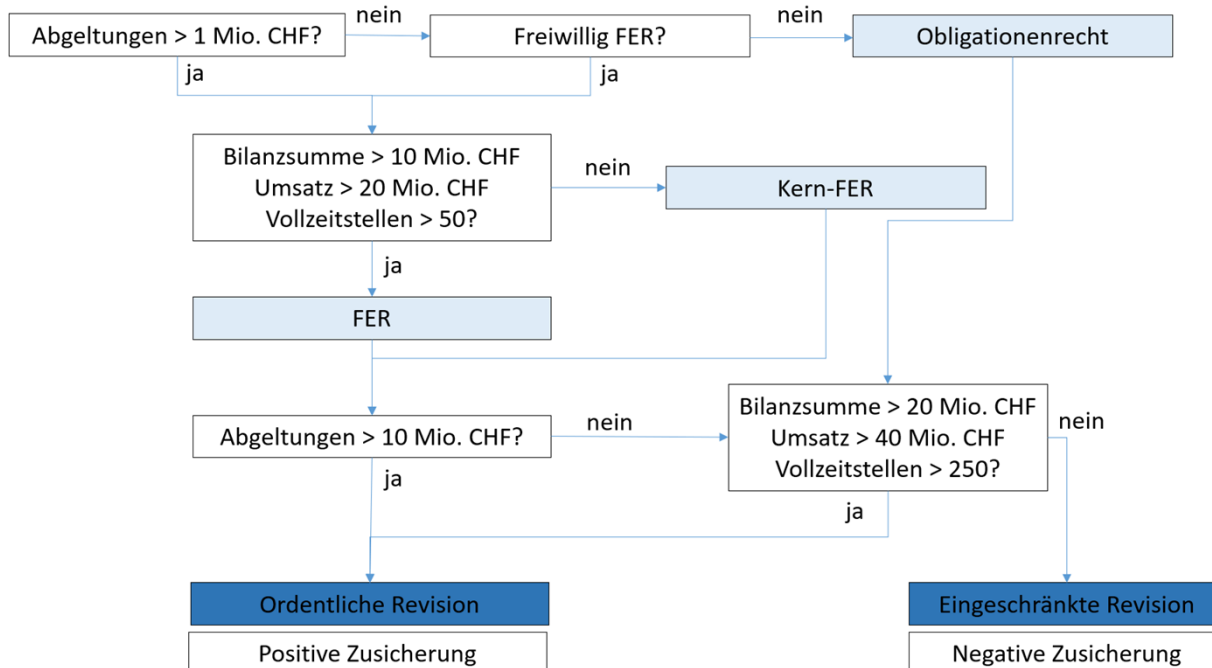 Abgeltungen > 1 Mio. CHF?
nein
Freiwillig FER?
nein
Obligationenrecht
ja
ja
Bilanzsumme > 10 Mio. CHF
Umsatz > 20 Mio. CHF
Vollzeitstellen > 50?
nein
Kern-FER
ja
FER
Abgeltungen > 10 Mio. CHF?
nein
Bilanzsumme > 20 Mio. CHF
Umsatz > 40 Mio. CHF
Vollzeitstellen > 250?
nein
ja
ja
Ordentliche Revision
Eingeschränkte Revision
Positive Zusicherung
Negative Zusicherung